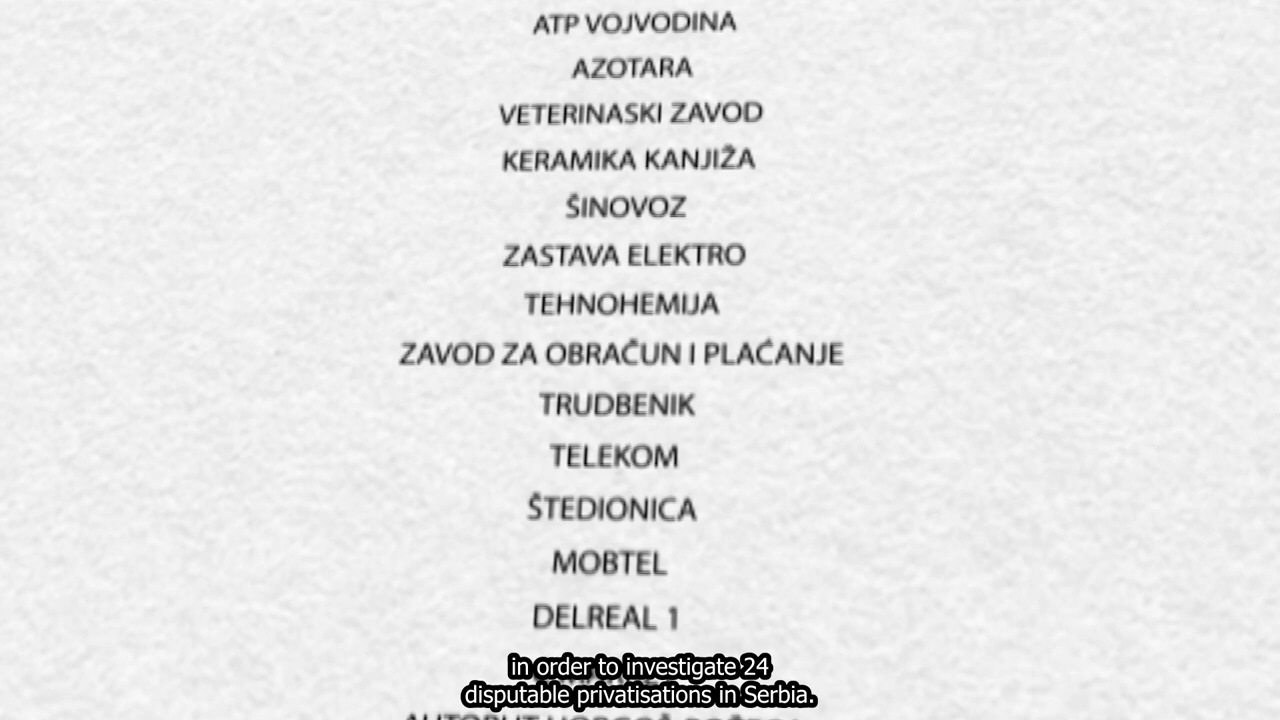 ATP VOJVODINA
AZOTARA
VETERINASKI ZAVOD
KERAMIKA KANJIŽA
ŠINOVOZ
ZASTAVA ELEKTRO
TEHNOHEMIJA
ZAVOD ZA OBRAČUN I PLAĆANJE
TRUDBENIK
TELEKOM
ŠTEDIONICA
MOBTEL
DELREAL 1
in order to investigate 24
disputable privatisations in Serbia.